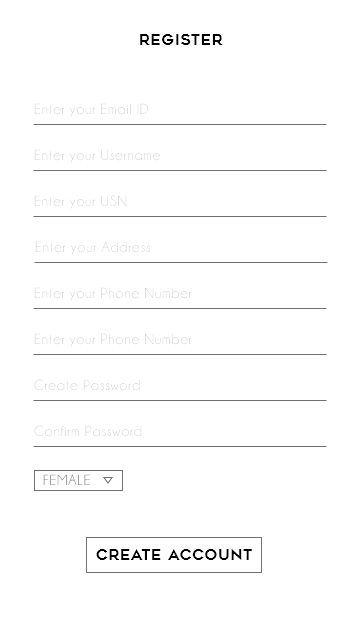 REGISTER
Enter your Email ID
Enter your Username
Enter your USN
Enter your Address
Enter your Phone Number
Enter your Phone Number
Create Password
Confirm Password
FEMALE
CREATE ACCOUNT